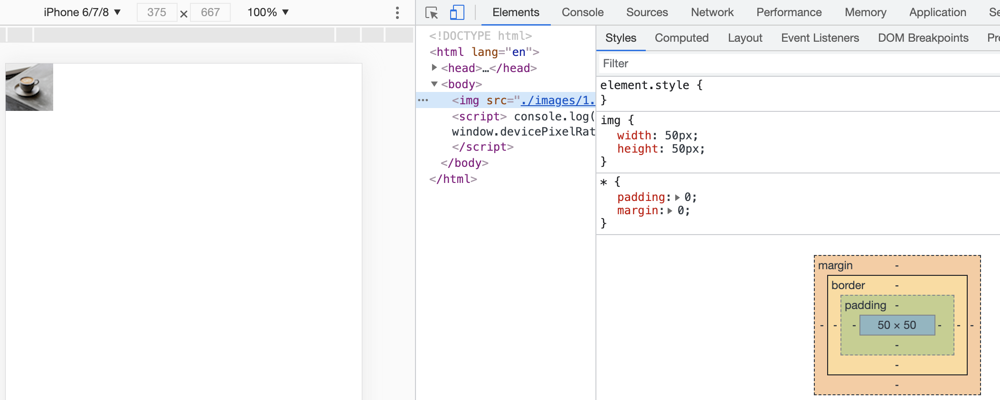 iPhone 6/7/8 ▼ 375 × 667 100% ▼
Elements Console Sources Network Performance Memory Application Se
<!DOCTYPE html>
<html lang="en">
▶ <head>…</head>
▼ <body>
<img src="./images/1.
<script> console.log(
window.devicePixelRat
</script>
</body>
</html>
Styles Computed Layout Event Listeners DOM Breakpoints Pro
Filter
element.style {
}
img {
width: 50px;
height: 50px;
}
* {
padding: ▶ 0;
margin: ▶ 0;
}
margin -
border -
padding -
- - - 50 × 50 - - -
-
-
-